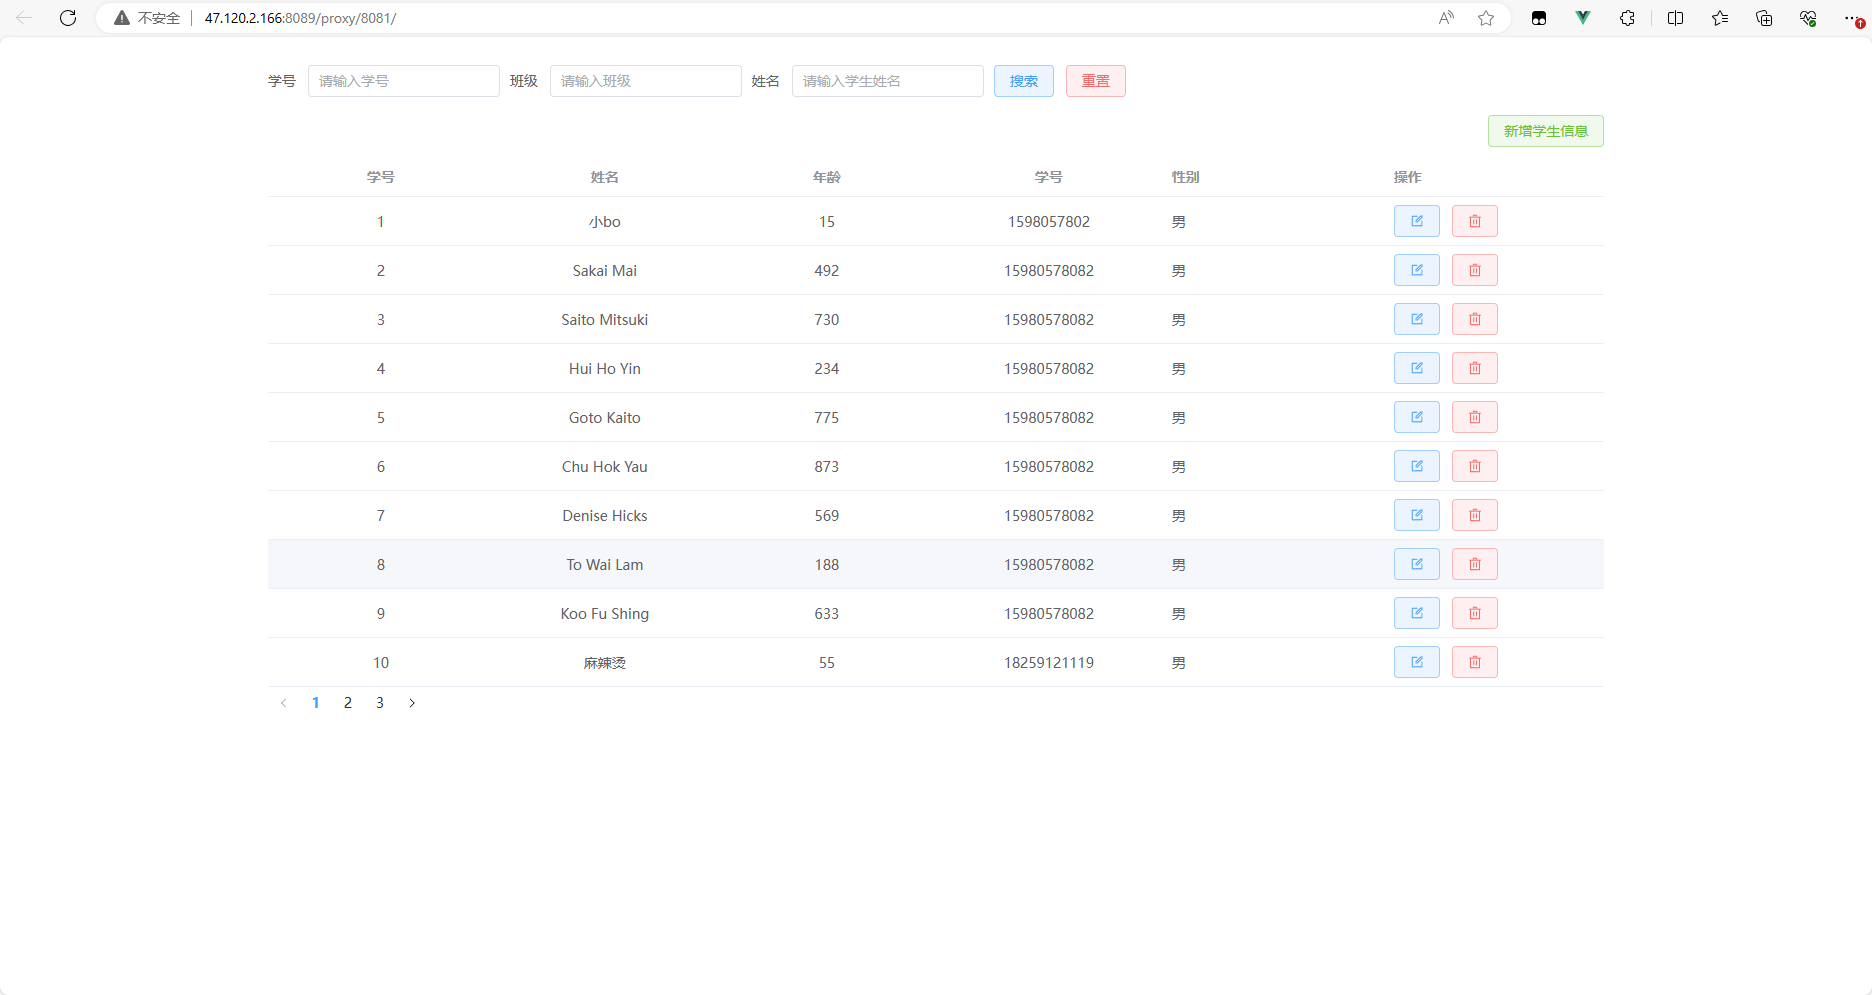 不安全 47.120.2.166:8089/proxy/8081/
学号 请输入学号 班级 请输入班级 姓名 请输入学生姓名 搜索 重置
新增学生信息
学号 姓名 年龄 学号 性别 操作
1 小bo 15 1598057802 男
2 Sakai Mai 492 15980578082 男
3 Saito Mitsuki 730 15980578082 男
4 Hui Ho Yin 234 15980578082 男
5 Goto Kaito 775 15980578082 男
6 Chu Hok Yau 873 15980578082 男
7 Denise Hicks 569 15980578082 男
8 To Wai Lam 188 15980578082 男
9 Koo Fu Shing 633 15980578082 男
10 麻辣烫 55 18259121119 男
1 2 3